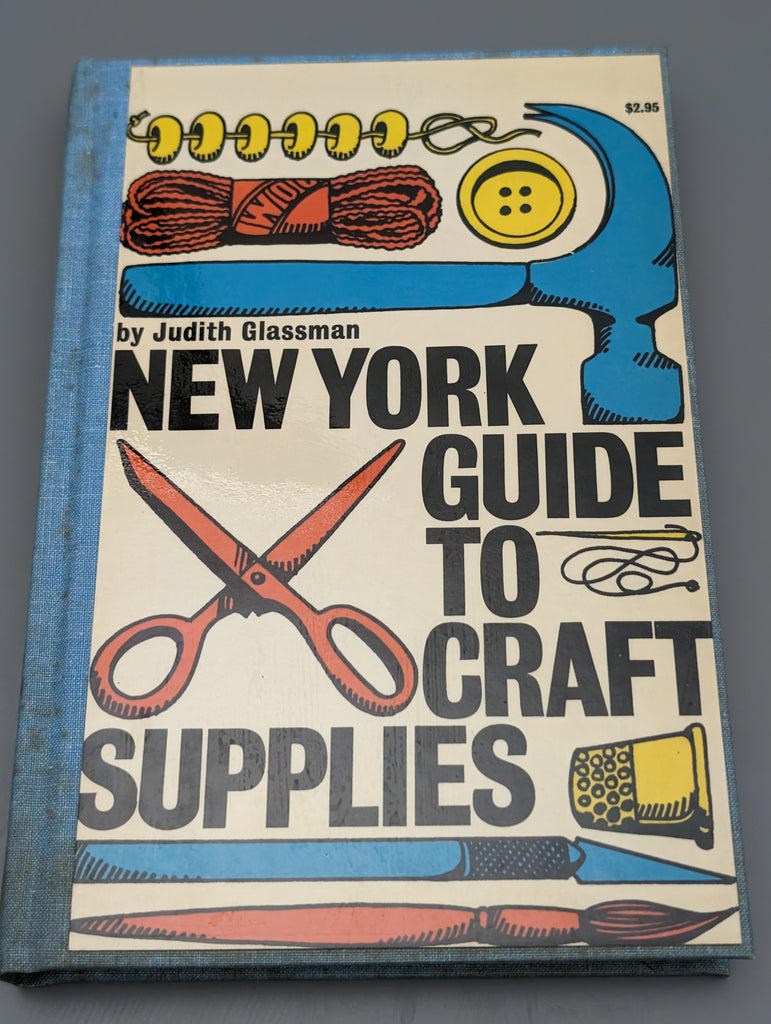 $2.95
WOOL
by Judith Glassman
NEW YORK
GUIDE
TO
CRAFT
SUPPLIES